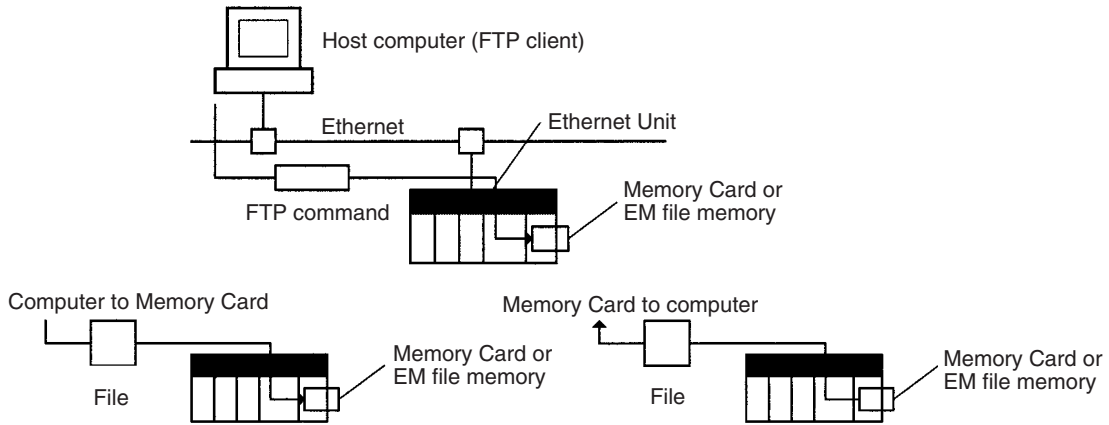 Host computer (FTP client)
Ethernet
Ethernet Unit
FTP command
Memory Card or
EM file memory
Computer to Memory Card
File
Memory Card or
EM file memory
Memory Card to computer
File
Memory Card or
EM file memory